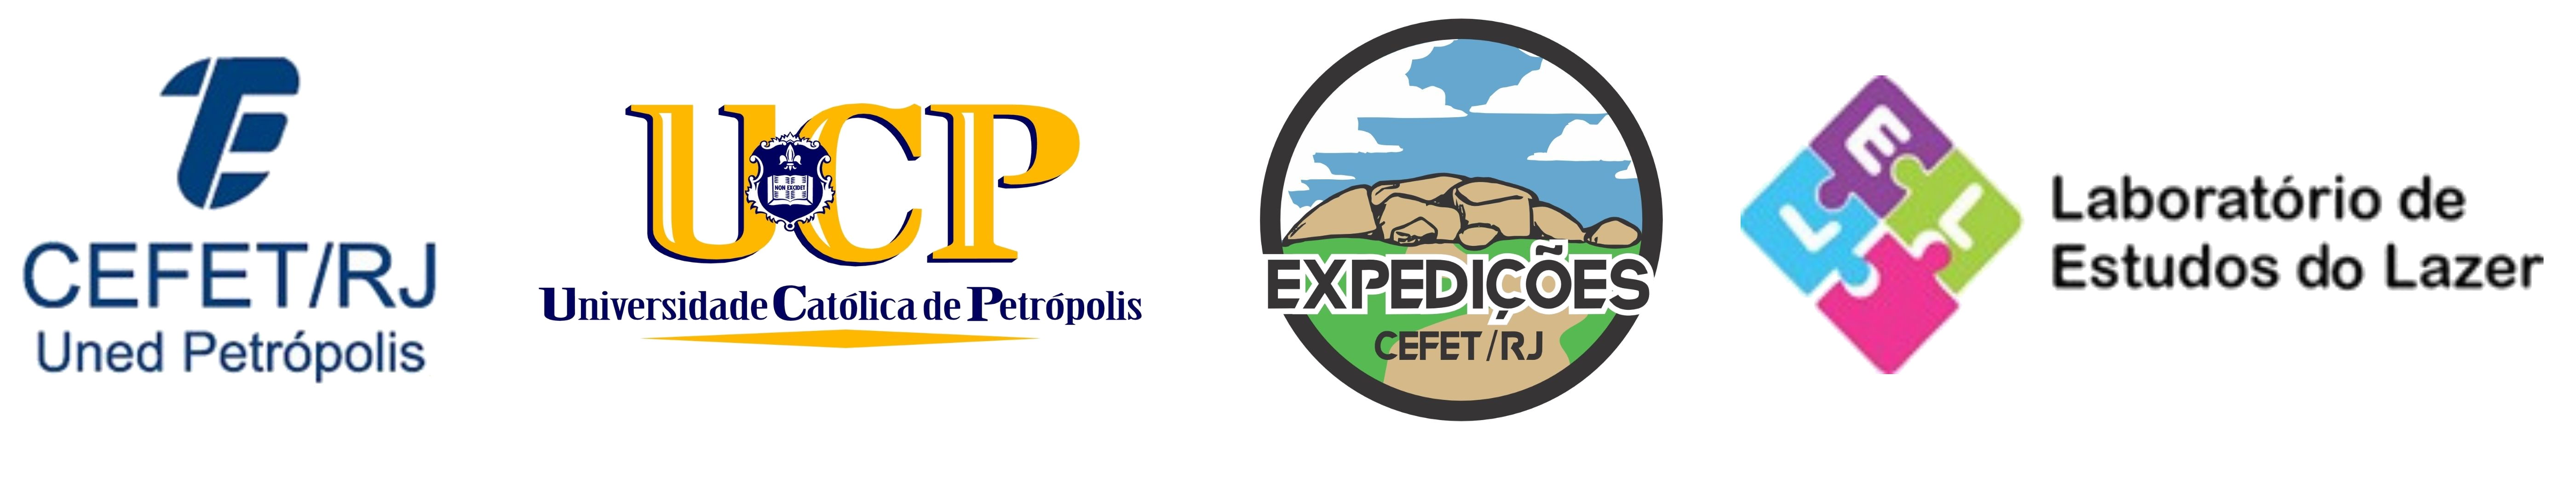 CEFET/RJ
Uned Petrópolis
UCP
NON EXCIDET
Universidade Católica de Petrópolis
EXPEDIÇÕES
CEFET/RJ
LEL
Laboratório de
Estudos do Lazer